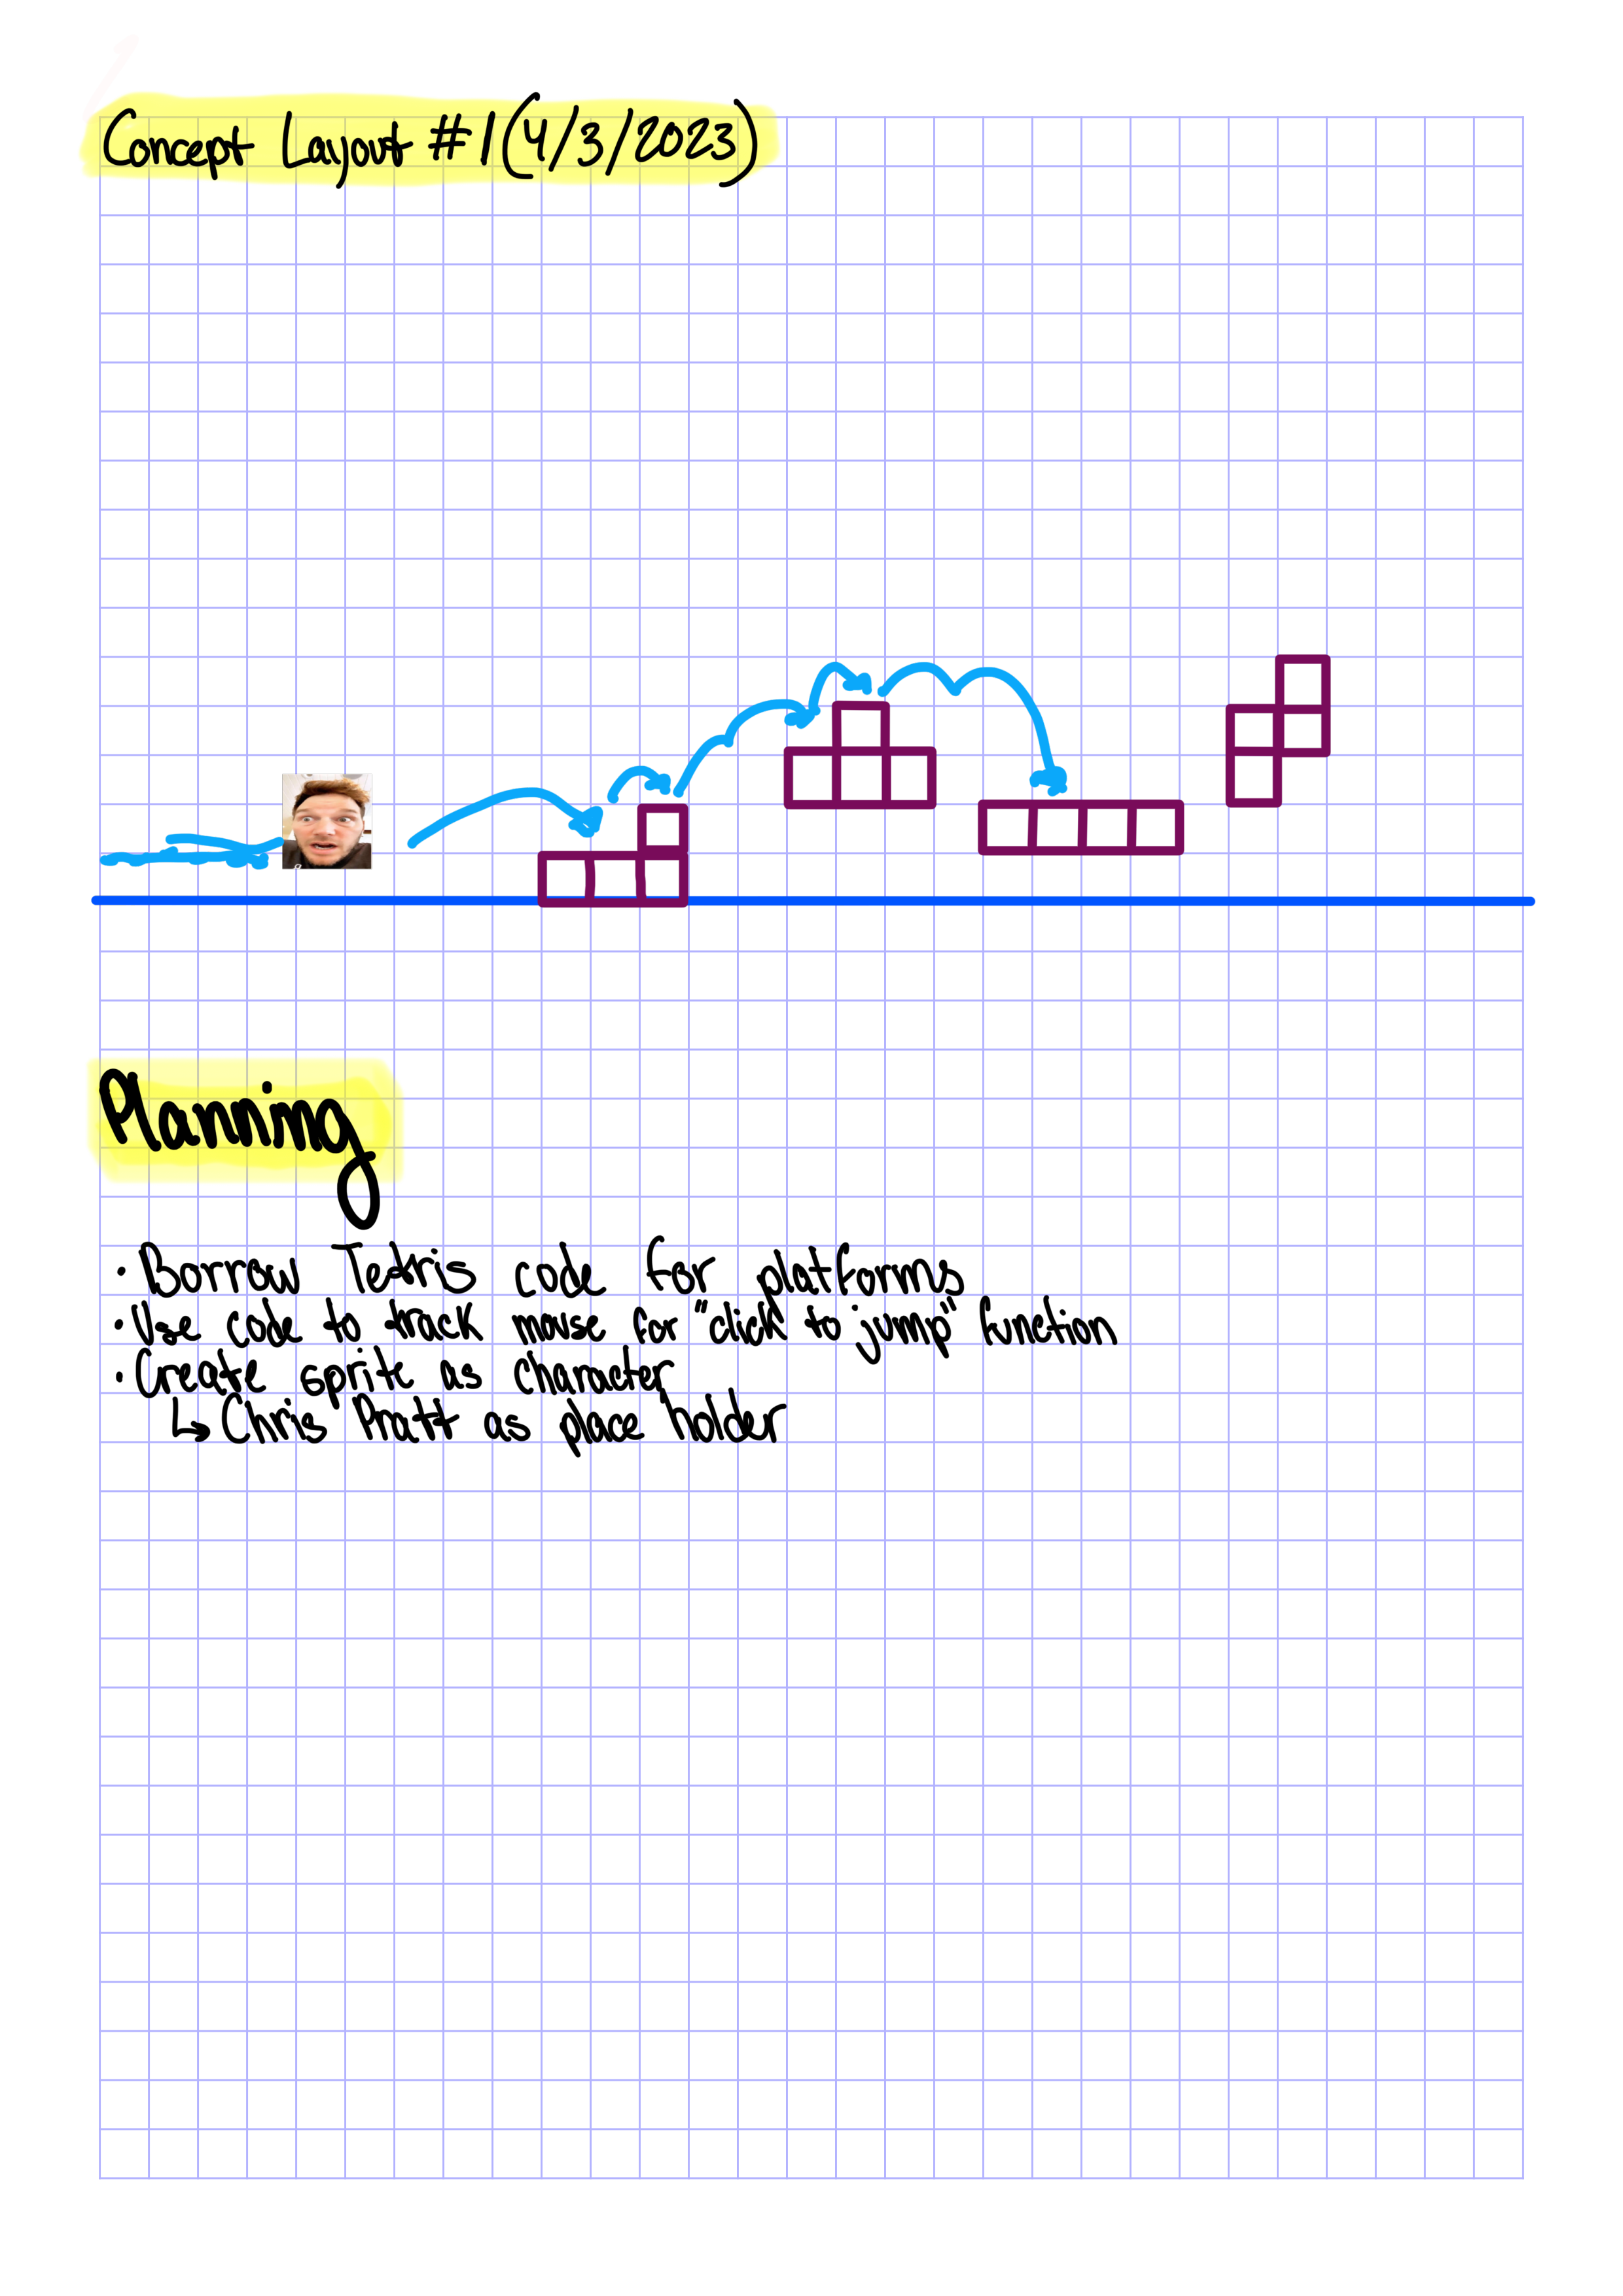 Concept Layout #1 (4/3/2023)
Planning
• Borrow Tetris code for platforms
• Use code to track mouse for "click to jump" function
• Create sprite as character
↳ Chris Pratt as place holder